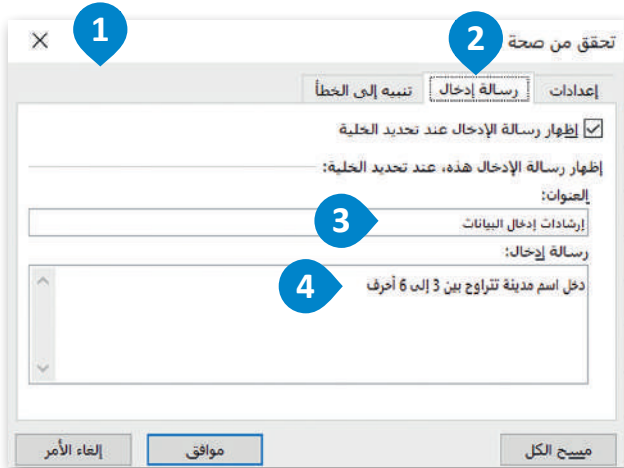 1
تحقق من صحة
2
إعدادات
رسالة إدخال
تنبيه إلى الخطأ
إظهار رسالة الإدخال عند تحديد الخلية
إظهار رسالة الإدخال هذه، عند تحديد الخلية:
العنوان:
إرشادات إدخال البيانات
3
رسالة إدخال:
دخل اسم مدينة تتراوح بين 3 إلى 6 أحرف
4
مسح الكل
موافق
إلغاء الأمر